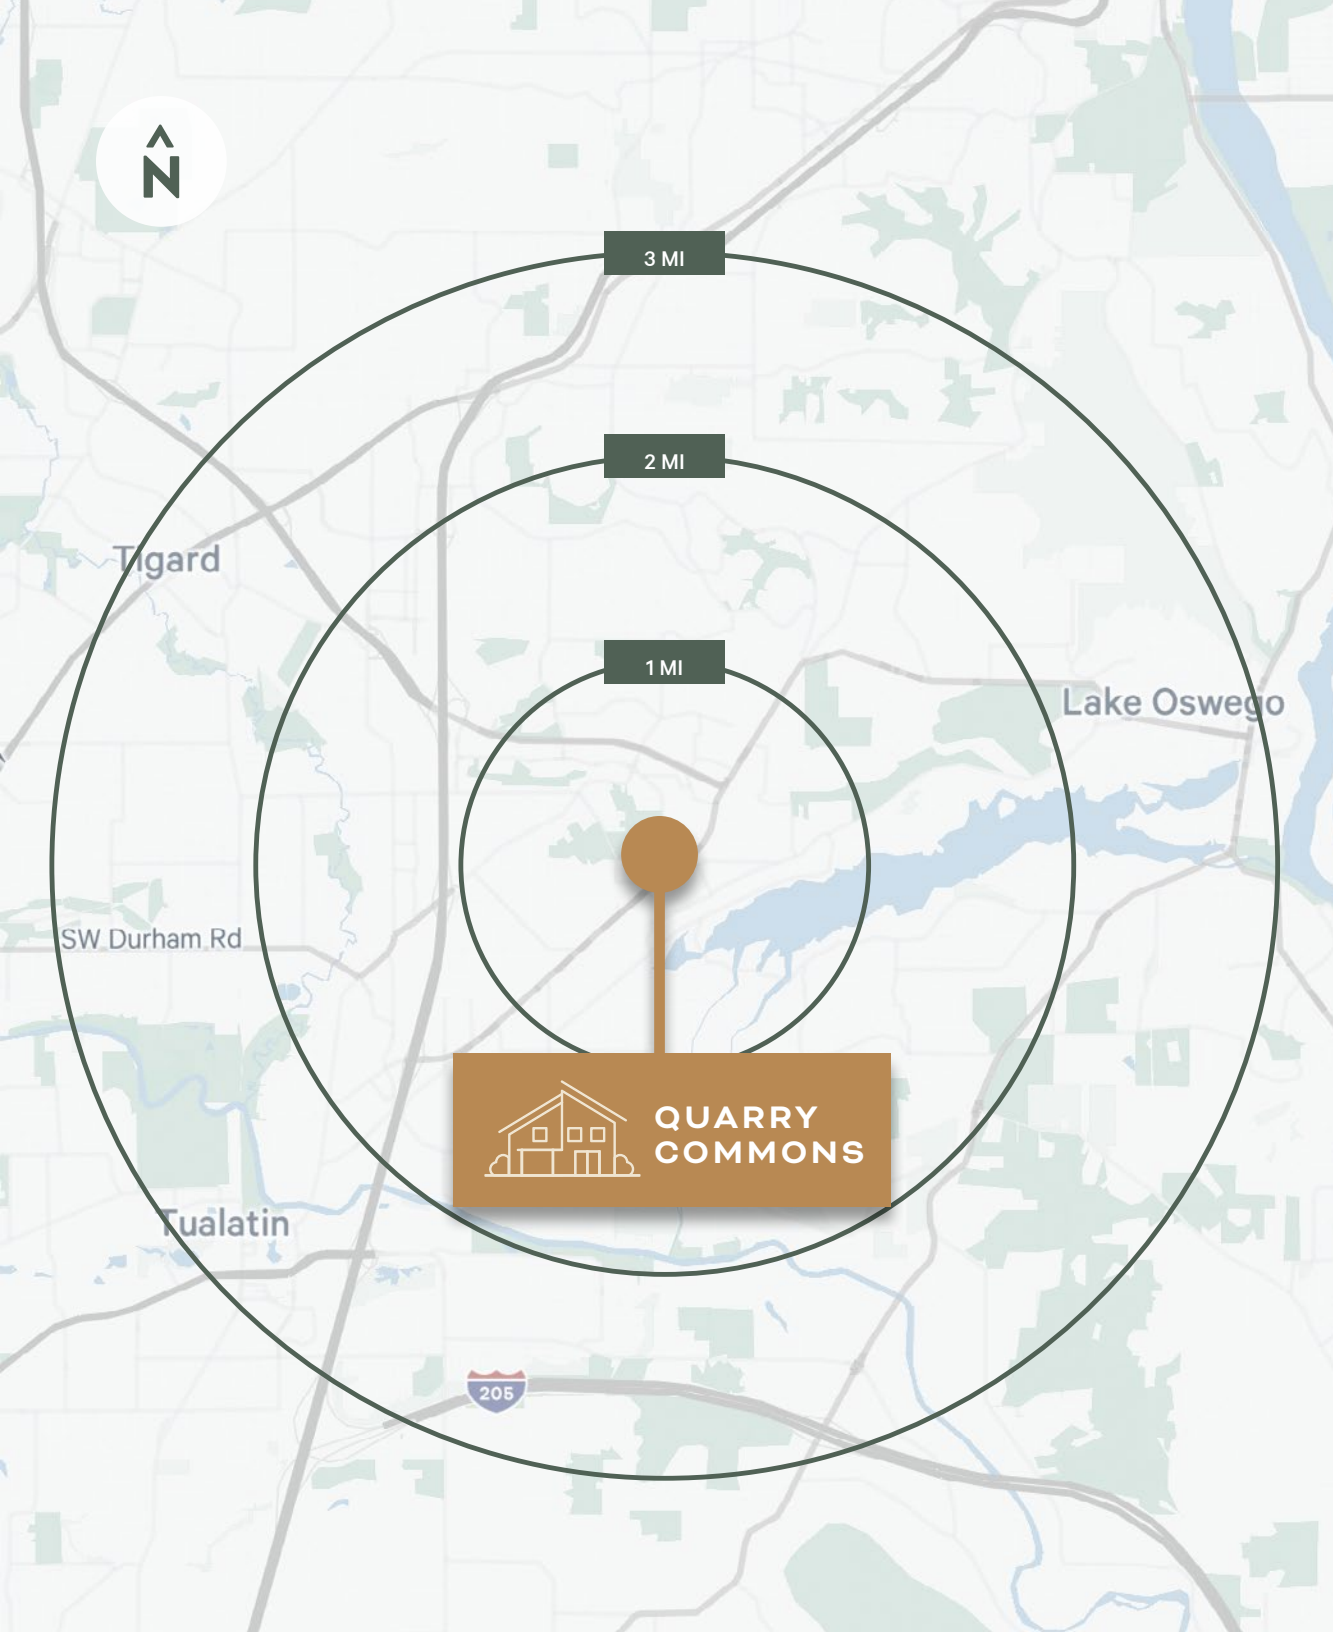 N
3 MI
2 MI
Tigard
1 MI
Lake Oswego
SW Durham Rd
QUARRY
COMMONS
Tualatin
205